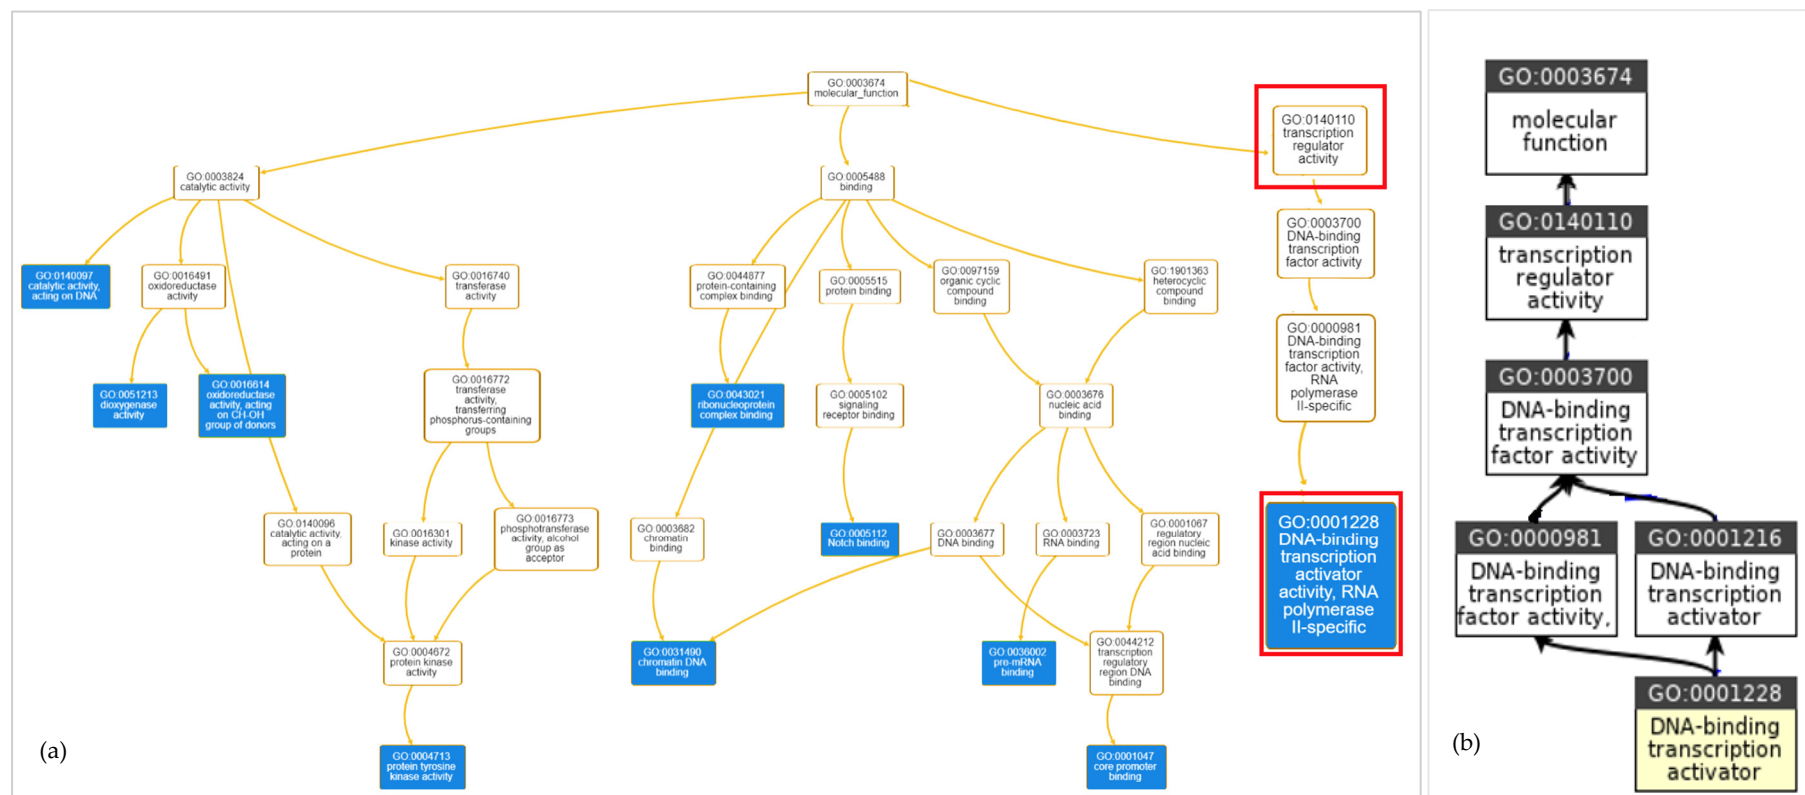 GO:0003674
molecular_function
GO:0140110
transcription
regulator
activity
GO:0003824
catalytic activity
GO:0005488
binding
GO:0003700
DNA-binding
transcription
factor activity
GO:0140097
catalytic activity,
acting on DNA
GO:0016491
oxidoreductase
activity
GO:0016740
transferase
activity
GO:0044877
protein-containing
complex binding
GO:0005515
protein binding
GO:0097159
organic cyclic
compound
binding
GO:1901363
heterocyclic
compound
binding
GO:0000981
DNA-binding
transcription
factor activity,
RNA
polymerase
II-specific
GO:0051213
dioxygenase
activity
GO:0016614
oxidoreductase
activity, acting
on CH-OH
group of donors
GO:0016772
transferase
activity,
transferring
phosphorus-containing
groups
GO:0043021
ribonucleoprotein
complex binding
GO:0005102
signaling
receptor binding
GO:0003676
nucleic acid
binding
GO:0140096
catalytic activity,
acting on a
protein
GO:0016301
kinase activity
GO:0016773
phosphotransferase
activity, alcohol
group as
acceptor
GO:0003682
chromatin
binding
GO:0005112
Notch binding
GO:0003677
DNA binding
GO:0003723
RNA binding
GO:0001067
regulatory
region nucleic
acid binding
GO:0001228
DNA-binding
transcription
activator
activity, RNA
polymerase
II-specific
GO:0004672
protein kinase
activity
GO:0031490
chromatin DNA
binding
GO:0036002
pre-mRNA
binding
GO:0044212
transcription
regulatory
region DNA
binding
GO:0004713
protein tyrosine
kinase activity
GO:0001047
core promoter
binding
(a)
GO:0003674
molecular
function
GO:0140110
transcription
regulator
activity
GO:0003700
DNA-binding
transcription
factor activity
GO:0000981
DNA-binding
transcription
factor activity,
GO:0001216
DNA-binding
transcription
activator
GO:0001228
DNA-binding
transcription
activator
(b)